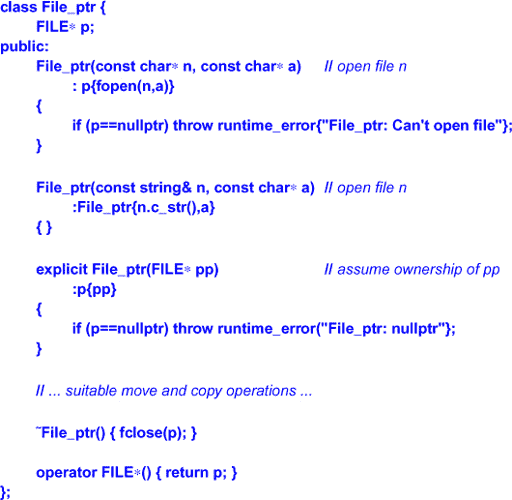 class File_ptr {
FILE∗ p;
public:
File_ptr(const char∗ n, const char∗ a) // open file n
: p{fopen(n,a)}
{
if (p==nullptr) throw runtime_error{"File_ptr: Can't open file"};
}
File_ptr(const string& n, const char∗ a) // open file n
:File_ptr{n.c_str(),a}
{ }
explicit File_ptr(FILE∗ pp) // assume ownership of pp
:p{pp}
{
if (p==nullptr) throw runtime_error("File_ptr: nullptr"};
}
// ... suitable move and copy operations ...
~File_ptr() { fclose(p); }
operator FILE∗() { return p; }
};